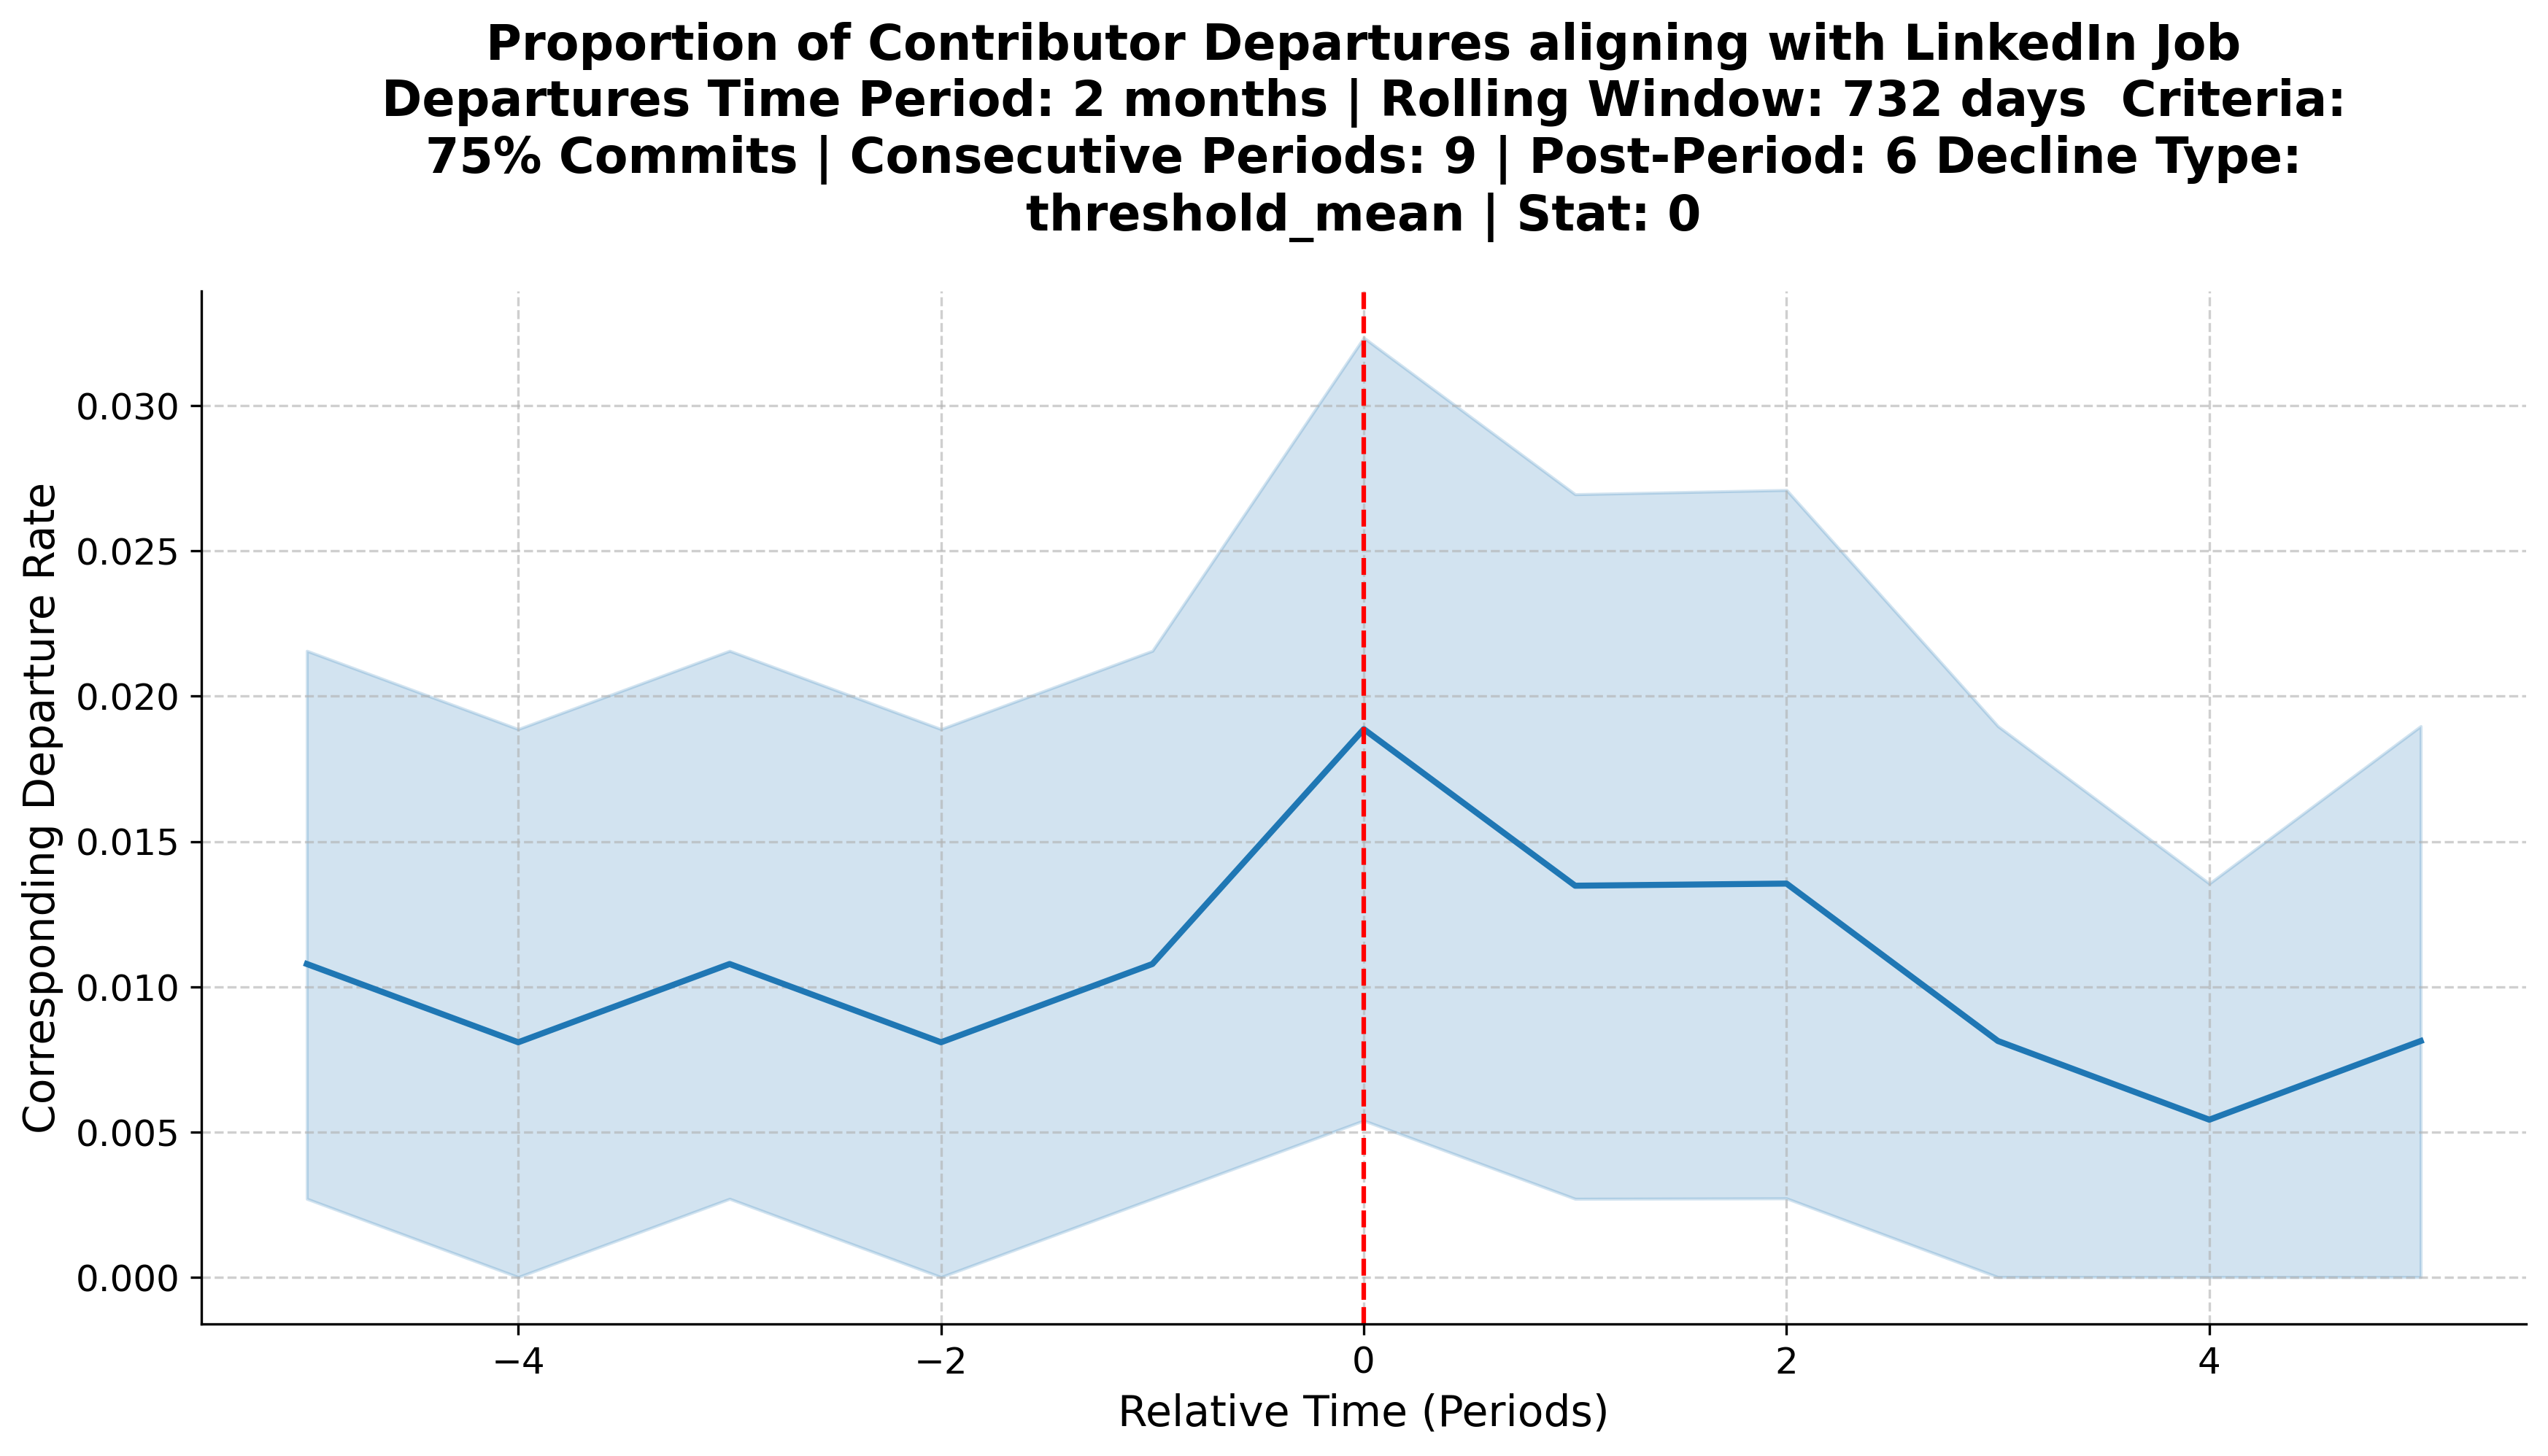 Proportion of Contributor Departures aligning with LinkedIn Job
Departures Time Period: 2 months | Rolling Window: 732 days  Criteria:
75% Commits | Consecutive Periods: 9 | Post-Period: 6 Decline Type:
threshold_mean | Stat: 0
Corresponding Departure Rate
0.030
0.025
0.020
0.015
0.010
0.005
0.000
−4
−2
0
2
4
Relative Time (Periods)